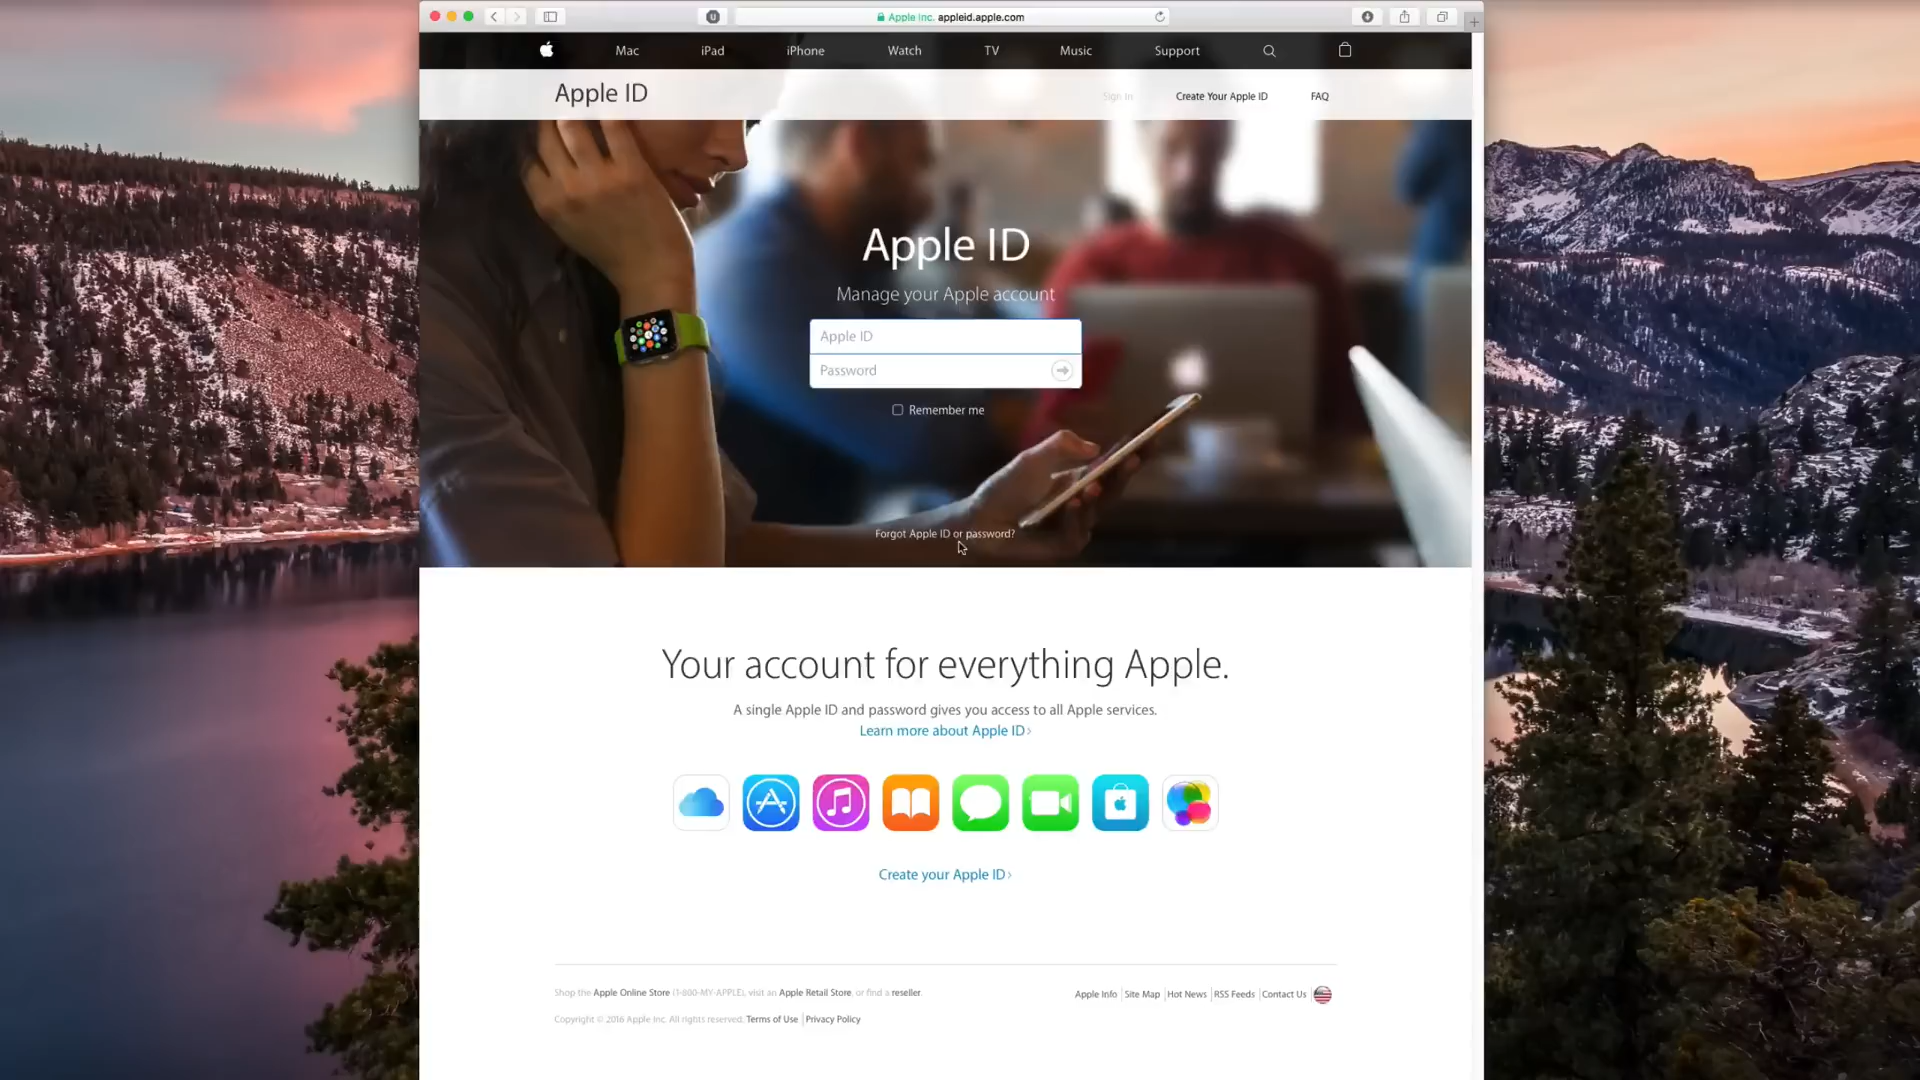 Apple Inc. appleid.apple.com
Mac iPad iPhone Watch TV Music Support
Apple ID
Sign In Create Your Apple ID FAQ
Apple ID
Manage your Apple account
Apple ID
Password
Remember me
Forgot Apple ID or password?
Your account for everything Apple.
A single Apple ID and password gives you access to all Apple services.
Learn more about Apple ID ›
Create your Apple ID ›
Shop the Apple Online Store (1-800-MY-APPLE), visit an Apple Retail Store, or find a reseller.
Apple Info | Site Map | Hot News | RSS Feeds | Contact Us
Copyright © 2016 Apple Inc. All rights reserved. Terms of Use | Privacy Policy